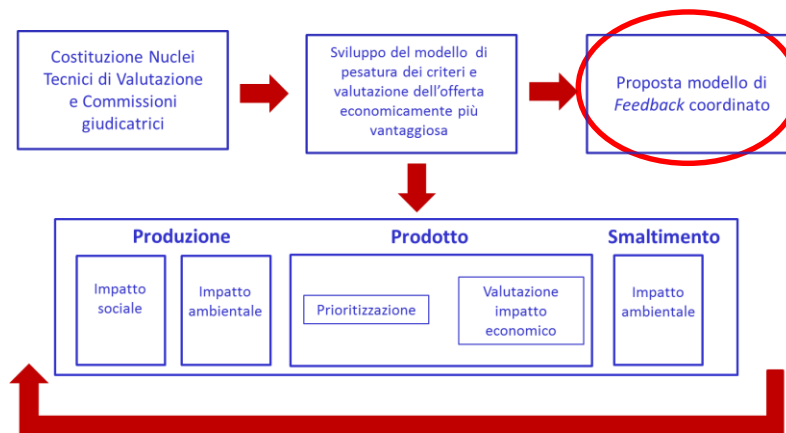 Costituzione Nuclei
Tecnici di Valutazione
e Commissioni
giudicatrici
Sviluppo del modello di
pesatura dei criteri e
valutazione dell'offerta
economicamente più
vantaggiosa
Proposta modello di
Feedback coordinato
Produzione
Prodotto
Smaltimento
Impatto
sociale
Impatto
ambientale
Prioritizzazione
Valutazione
impatto
economico
Impatto
ambientale